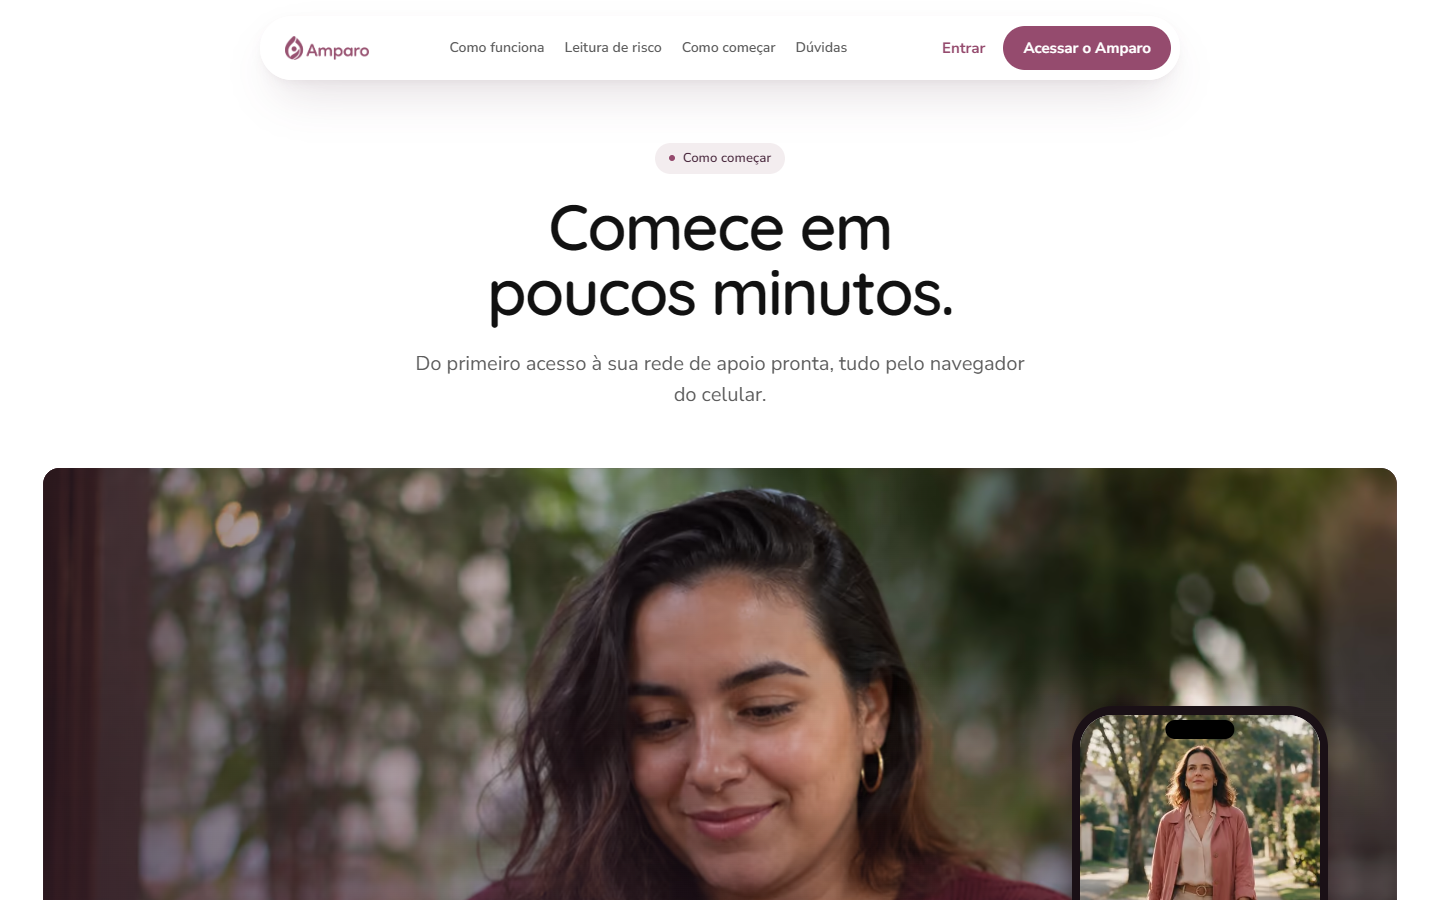 Amparo
Como funciona
Leitura de risco
Como começar
Dúvidas
Entrar
Acessar o Amparo
Como começar
Comece em
poucos minutos.
Do primeiro acesso à sua rede de apoio pronta, tudo pelo navegador
do celular.